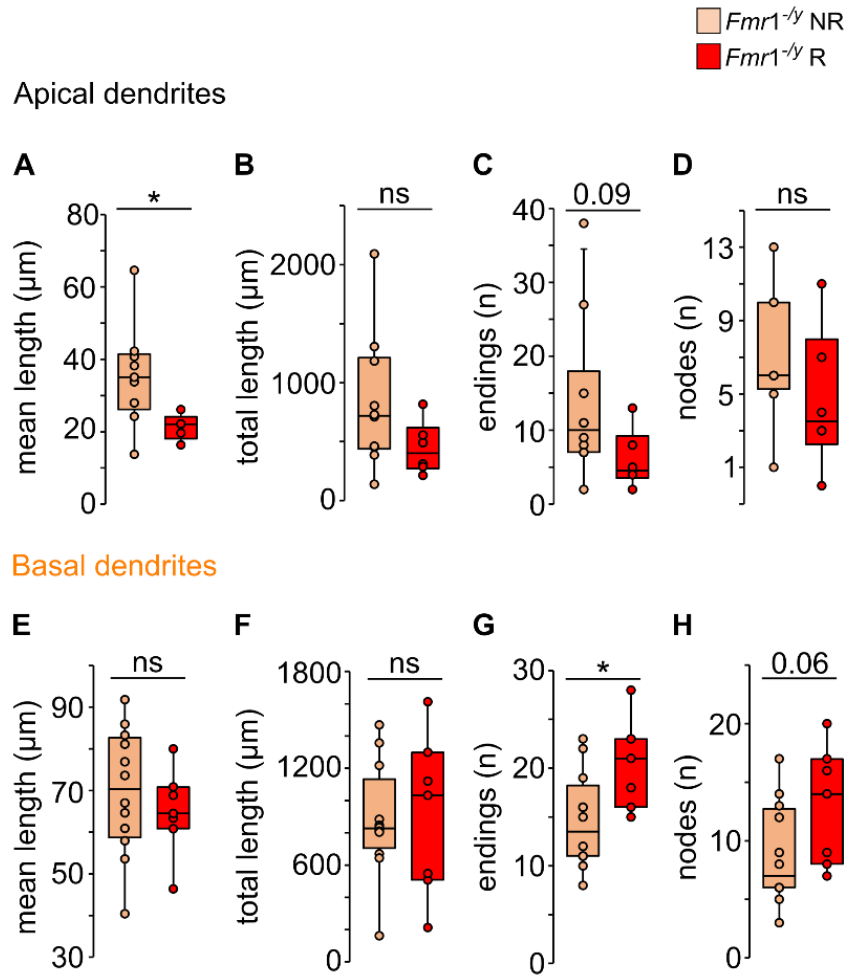 Fmr1-/y NR
Fmr1-/y R
Apical dendrites
A
B
C
D
*
ns
0.09
ns
mean length (µm)
80
60
40
20
0
total length (µm)
2000
1000
0
endings (n)
40
30
20
10
0
nodes (n)
13
9
5
1
Basal dendrites
E
F
G
H
ns
ns
*
0.06
mean length (µm)
90
70
50
30
total length (µm)
1800
1200
600
0
endings (n)
30
20
10
0
nodes (n)
20
10
0